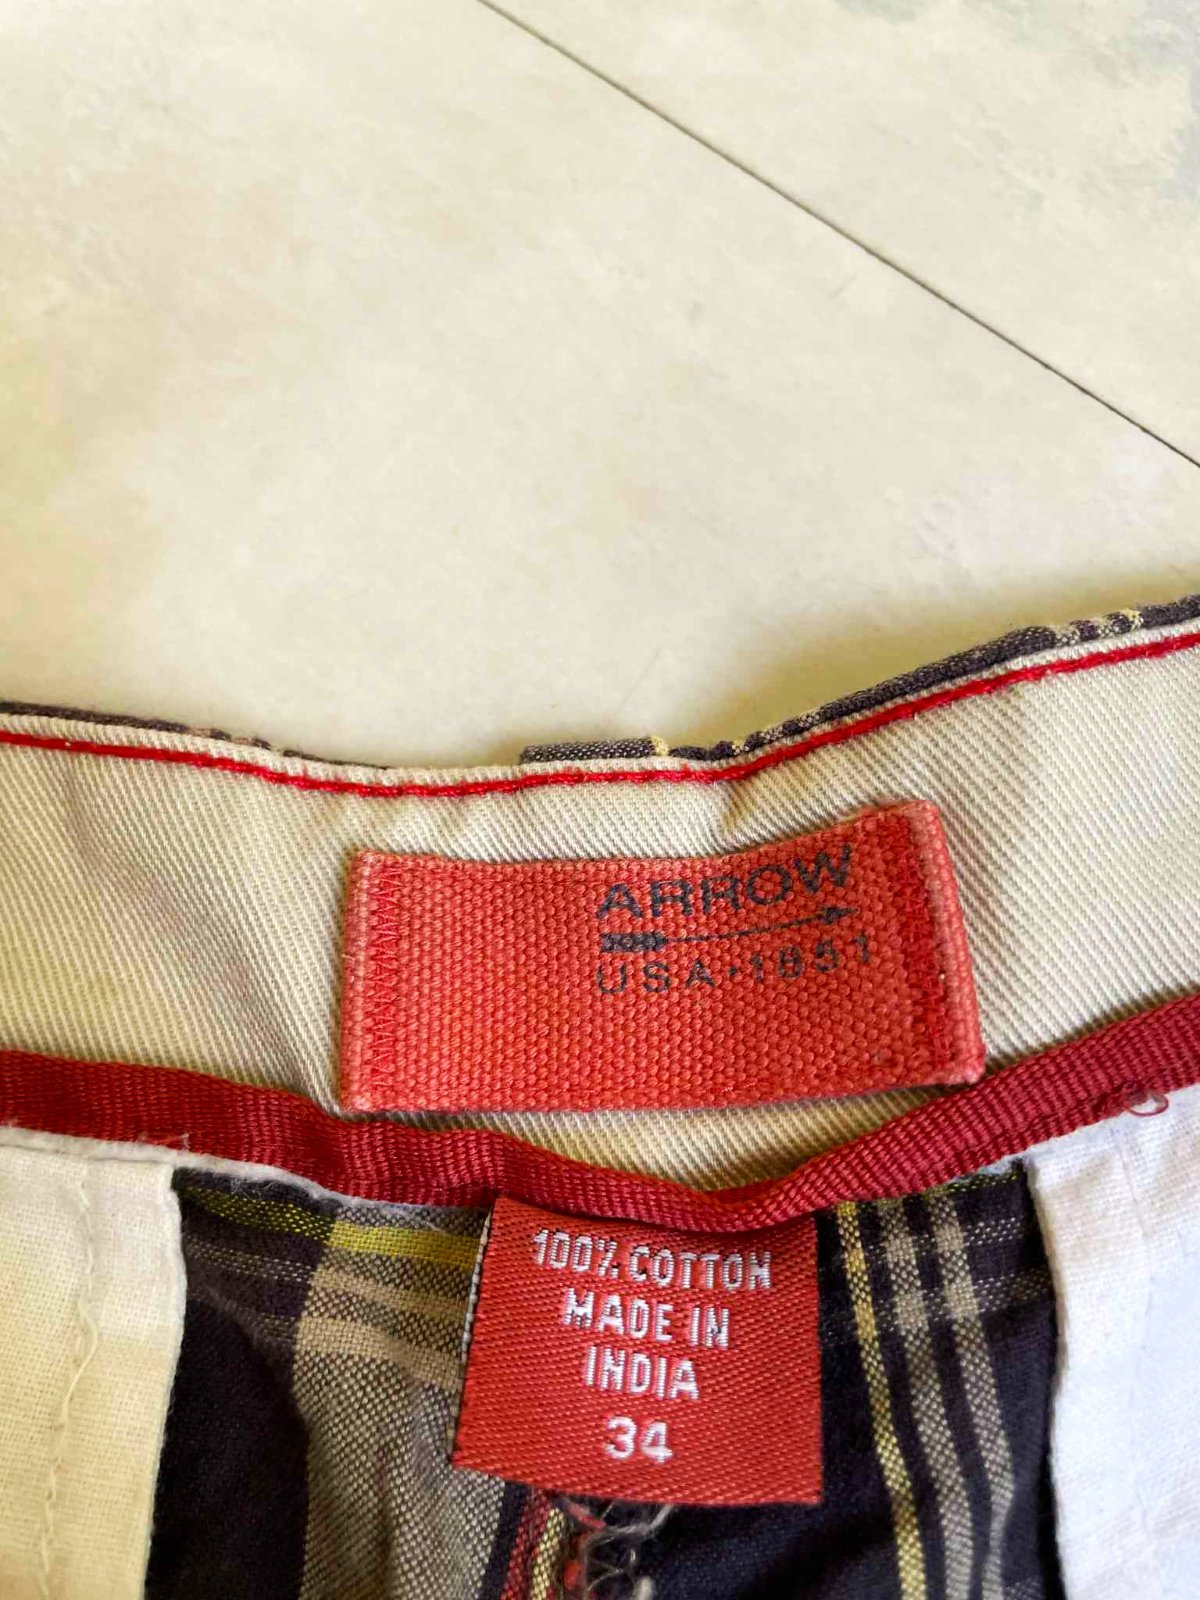 ARROW
USA·1851
100% COTTON
MADE IN
INDIA
34